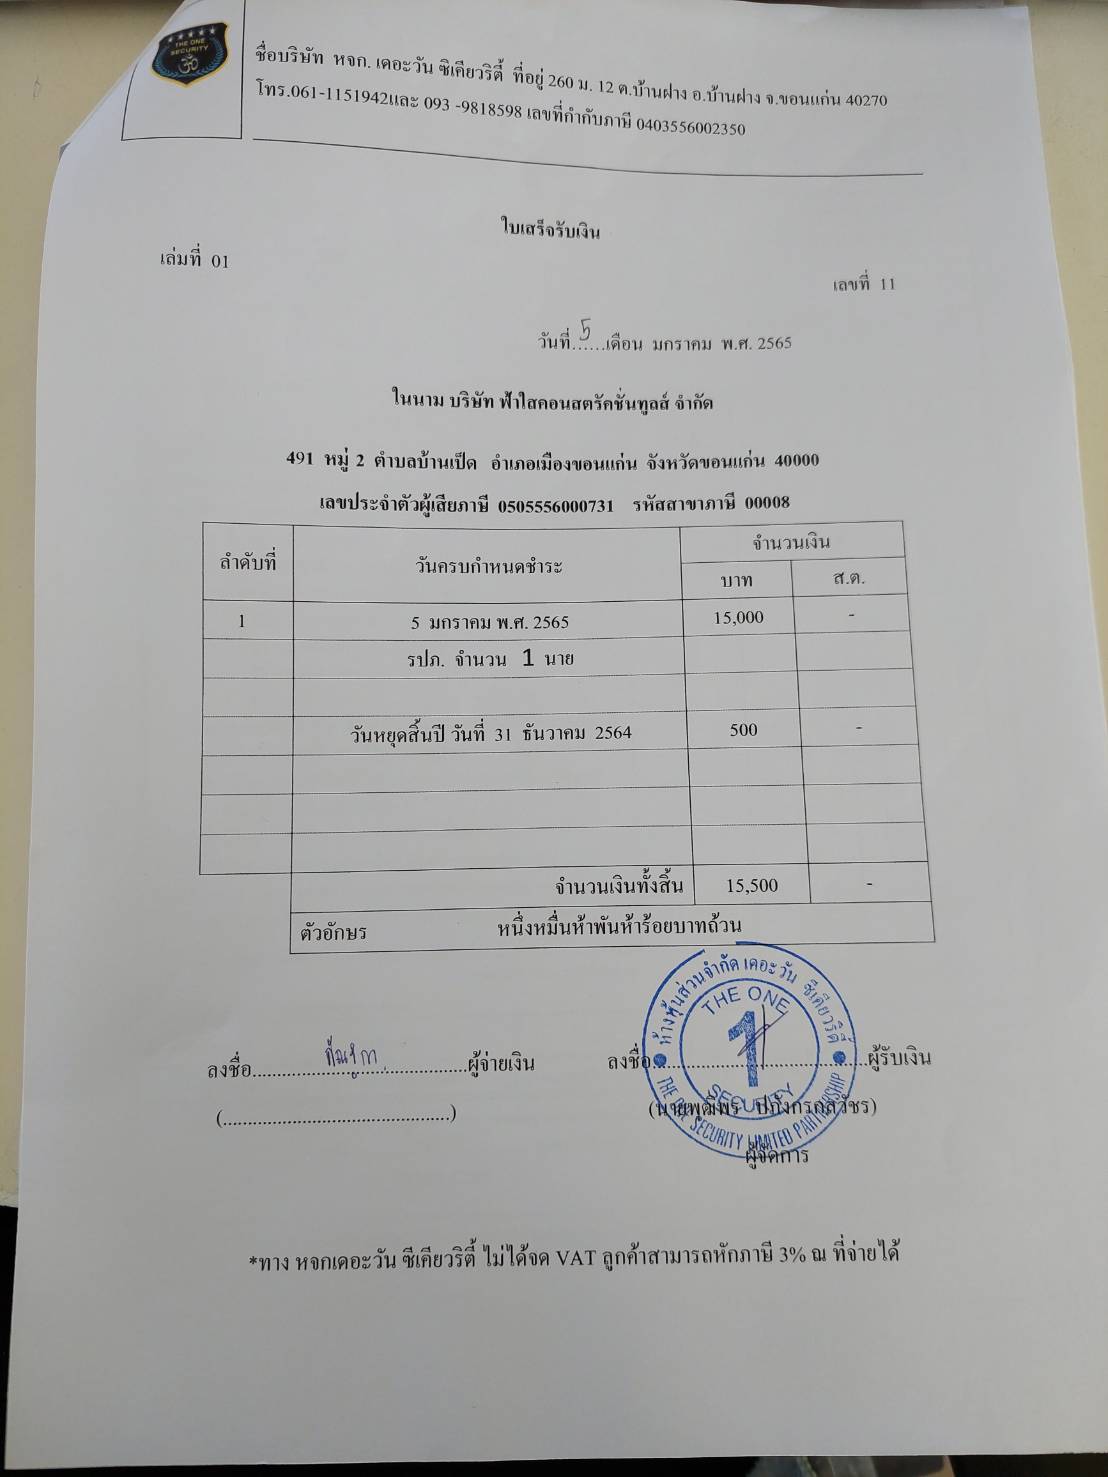 THE ONE
SECURITY
ชื่อบริษัท หจก. เดอะวัน ซิเคียวริตี้ ที่อยู่ 260 ม. 12 ต.บ้านฝาง อ.บ้านฝาง จ.ขอนแก่น 40270
โทร.061-1151942และ 093 -9818598 เลขที่กำกับภาษี 0403556002350
ใบเสร็จรับเงิน
เล่มที่ 01
เลขที่ 11
วันที่..5....เดือน มกราคม พ.ศ. 2565
ในนาม บริษัท ฟ้าใสคอนสตรัคชั่นทูลส์ จำกัด
491 หมู่ 2 ตำบลบ้านเป็ด อำเภอเมืองขอนแก่น จังหวัดขอนแก่น 40000
เลขประจำตัวผู้เสียภาษี 0505556000731 รหัสสาขาภาษี 00008
ลำดับที่ วันครบกำหนดชำระ จำนวนเงิน
บาท ส.ต.
1 5 มกราคม พ.ศ. 2565 15,000 -
รปภ. จำนวน 1 นาย
วันหยุดสิ้นปี วันที่ 31 ธันวาคม 2564 500 -
จำนวนเงินทั้งสิ้น 15,500 -
ตัวอักษร หนึ่งหมื่นห้าพันห้าร้อยบาทถ้วน
ห้างหุ้นส่วนจำกัด เดอะ วัน ซีเคียวริตี้
THE ONE
1
SECURITY
THE ONE SECURITY LIMITED PARTNERSHIP
ลงชื่อ........................................ผู้จ่ายเงิน ลงชื่อ........................................ผู้รับเงิน
(.........................................) (นายพุฒิพร
ผู้จัดการ
*ทาง หจกเดอะวัน ซีเคียวริตี้ ไม่ได้จด VAT ลูกค้าสามารถหักภาษี 3% ณ ที่จ่ายได้